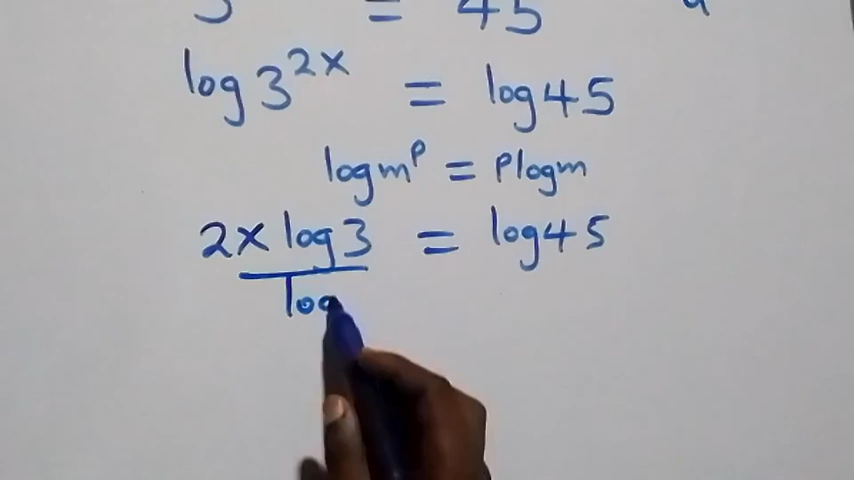 = 45
log 3^{2x} = log 45
log m^p = p log m
2x log 3 = log 45
log